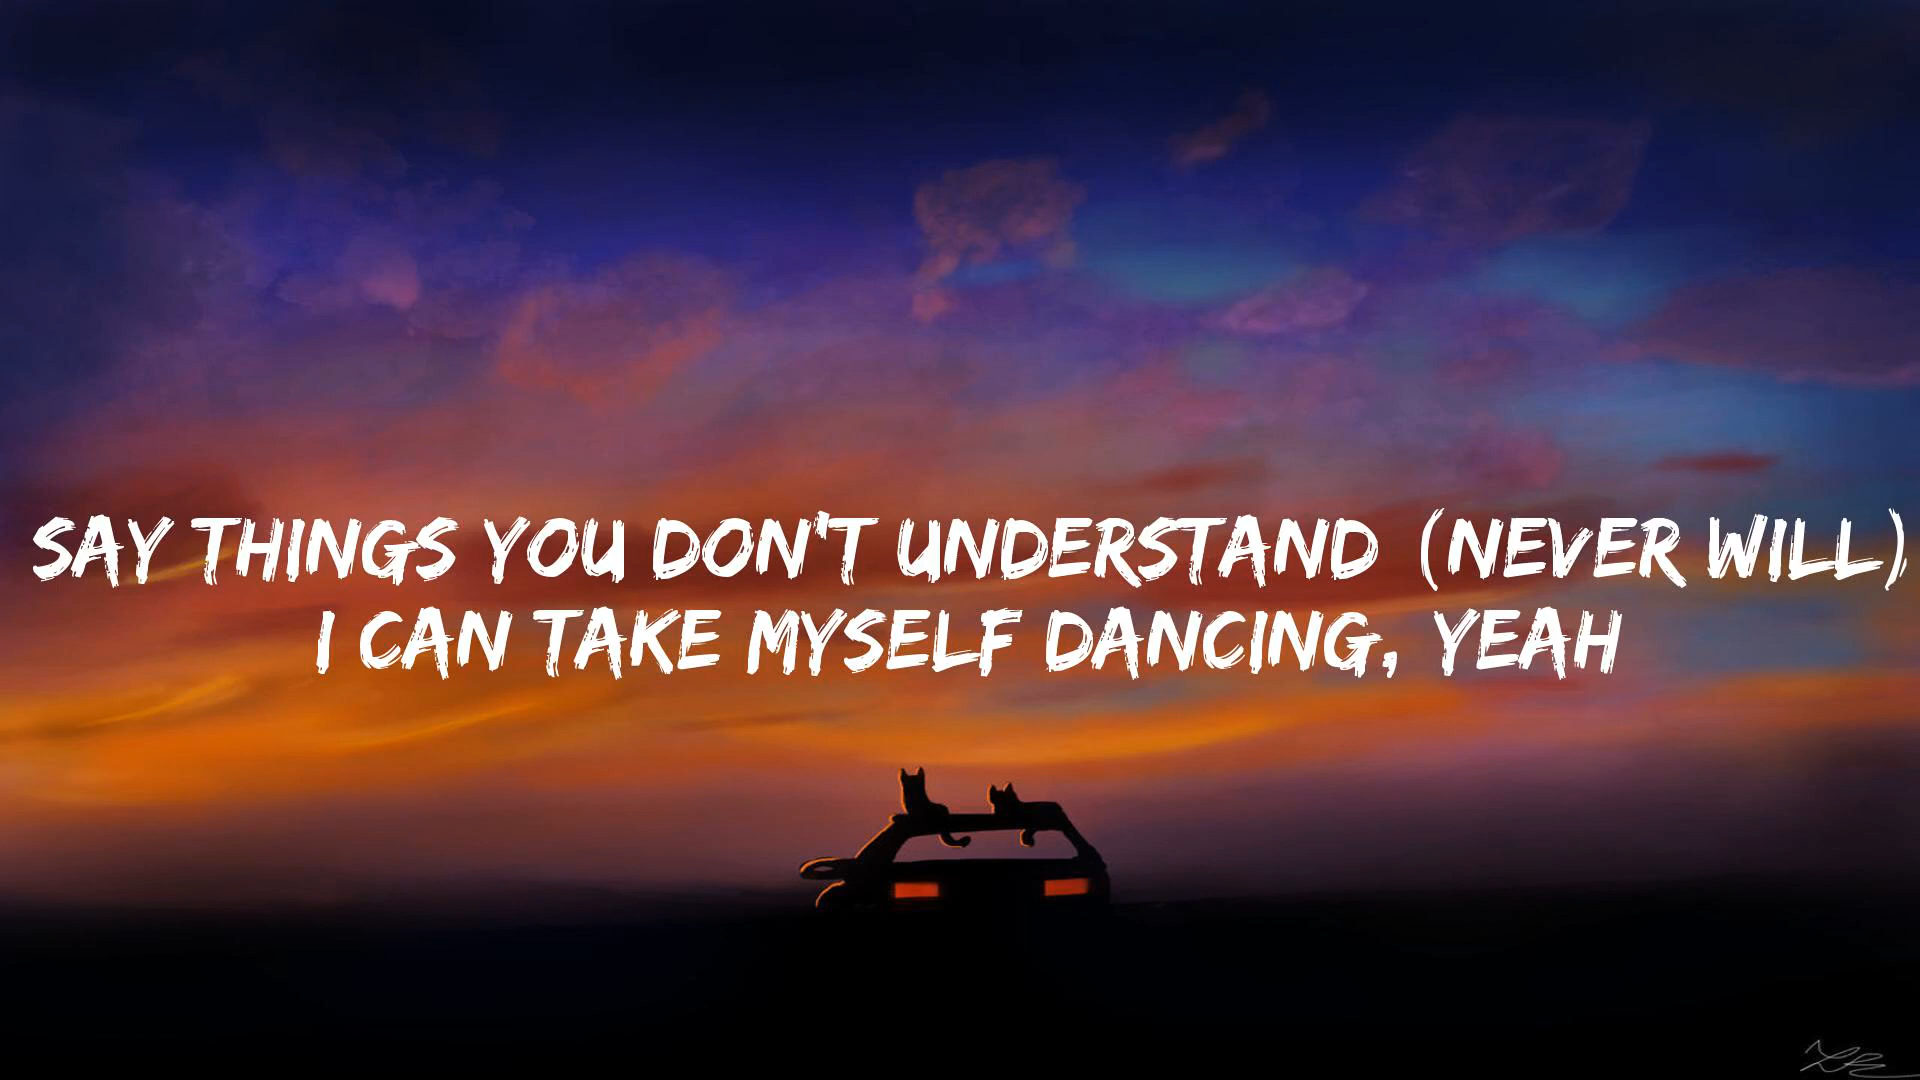 SAY THINGS YOU DON'T UNDERSTAND (NEVER WILL)
I CAN TAKE MYSELF DANCING, YEAH